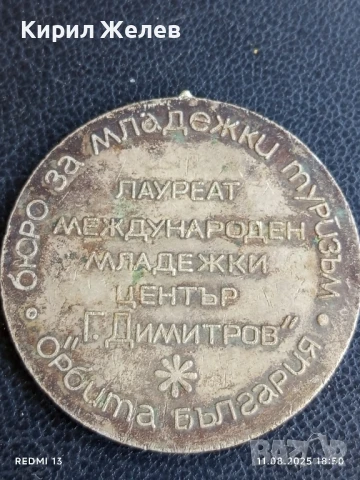 Кирил Желев
бюро за младежки туризъм
ЛАУРЕАТ
МЕЖДУНАРОДЕН
МЛАДЕЖКИ
ЦЕНТЪР
"Г. ДИМИТРОВ"
"Орбита България"
REDMI 13
11.08.2025 18:50